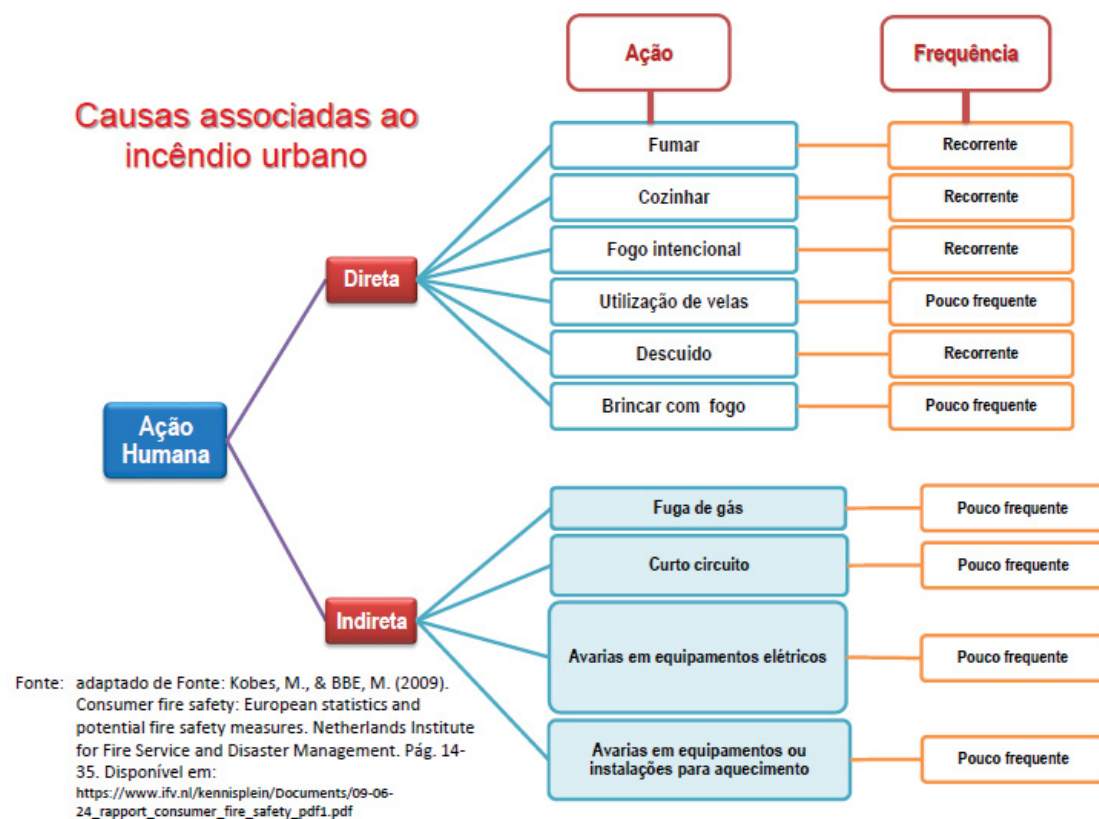 Causas associadas ao
incêndio urbano
Ação
Frequência
Ação
Humana
Direta
Fumar
Recorrente
Cozinhar
Recorrente
Fogo intencional
Recorrente
Utilização de velas
Pouco frequente
Descuido
Recorrente
Brincar com fogo
Pouco frequente
Indireta
Fuga de gás
Pouco frequente
Curto circuito
Pouco frequente
Avarias em equipamentos elétricos
Pouco frequente
Avarias em equipamentos ou
instalações para aquecimento
Pouco frequente
Fonte: adaptado de Fonte: Kobes, M., & BBE, M. (2009).
Consumer fire safety: European statistics and
potential fire safety measures. Netherlands Institute
for Fire Service and Disaster Management. Pág. 14-
35. Disponível em:
https://www.ifv.nl/kennisplein/Documents/09-06-
24_rapport_consumer_fire_safety_pdf1.pdf